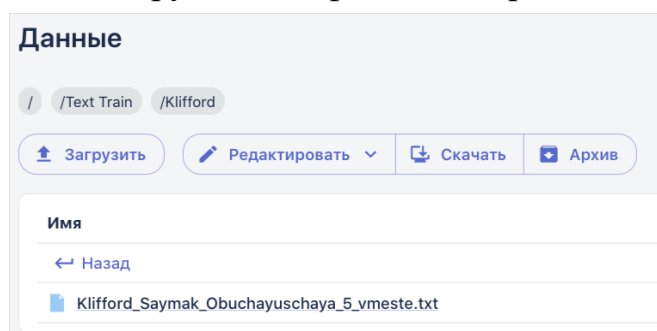 Данные
/ /Text Train /Klifford
Загрузить Редактировать Скачать Архив
Имя
Назад
Klifford_Saymak_Obuchayuschaya_5_vmeste.txt